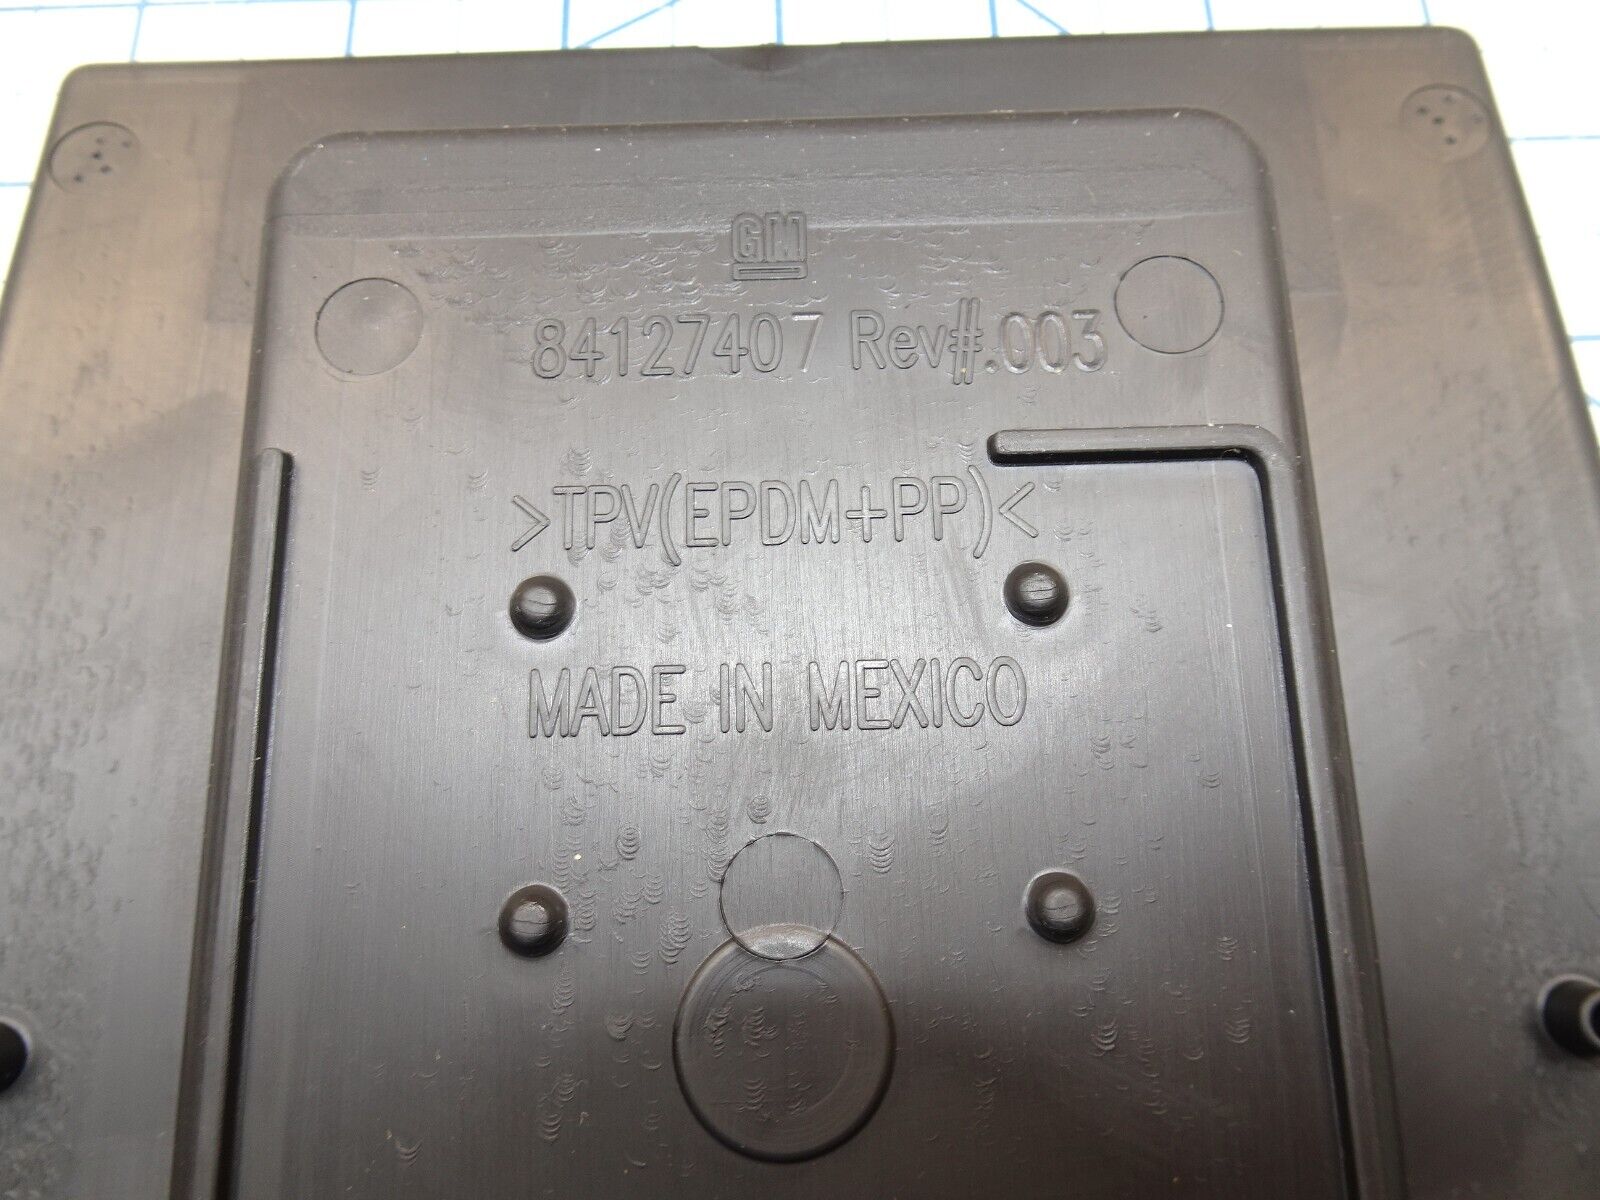 GM
84127407 Rev#.003
>TPV(EPDM+PP)<
MADE IN MEXICO